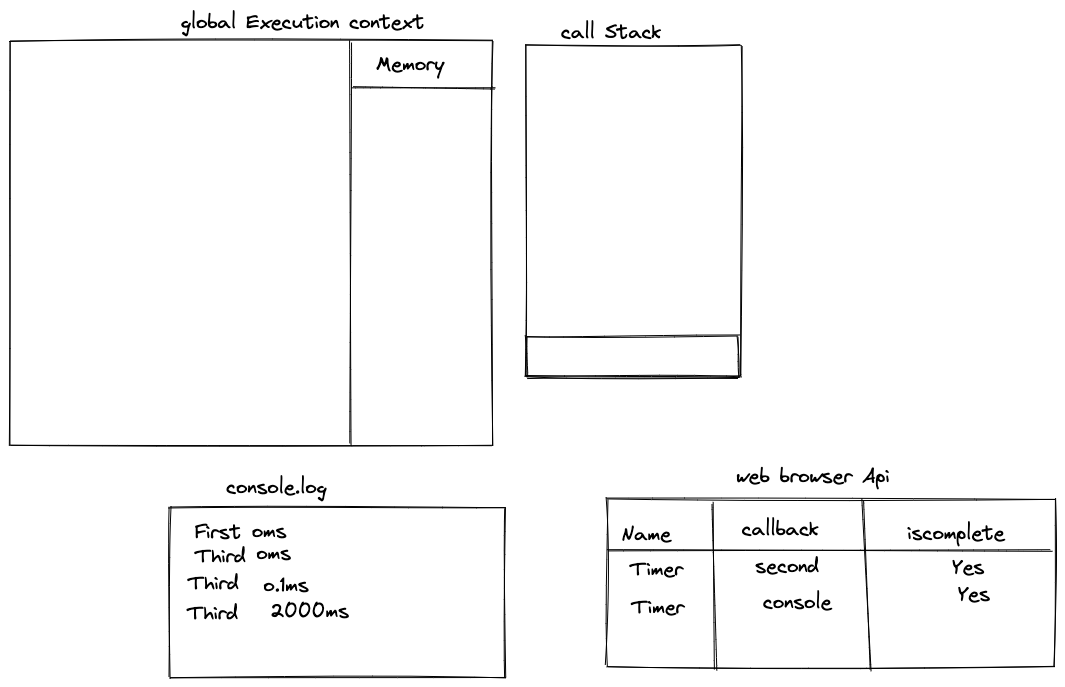 global Execution context
call Stack
Memory
console.log
First oms
Third oms
Third 0.1ms
Third 2000ms
web browser Api
Name callback iscomplete
Timer second Yes
Timer console Yes